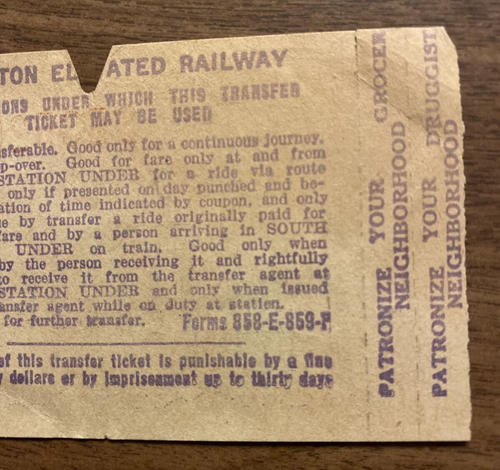 TON EL ATED RAILWAY
ONS UNDER WHICH THIS TRANSFER
TICKET MAY BE USED
sferable. Good only for a continuous journey.
p-over. Good for fare only at and from
STATION UNDER for a ride via route
only if presented on day punched and be-
ation of time indicated by coupon, and only
ue by transfer a ride originally paid for
fare and by a person arriving in SOUTH
UNDER on train. Good only when
by the person receiving it and rightfully
to receive it from the transfer agent at
STATION UNDER and only when issued
ansfer agent while on duty at station.
for further transfer. Forms 858-E-859-F
of this transfer ticket is punishable by a fine
y dollars or by imprisonment up to thirty days
PATRONIZE YOUR GROCER
NEIGHBORHOOD
PATRONIZE YOUR DRUGGIST
NEIGHBORHOOD